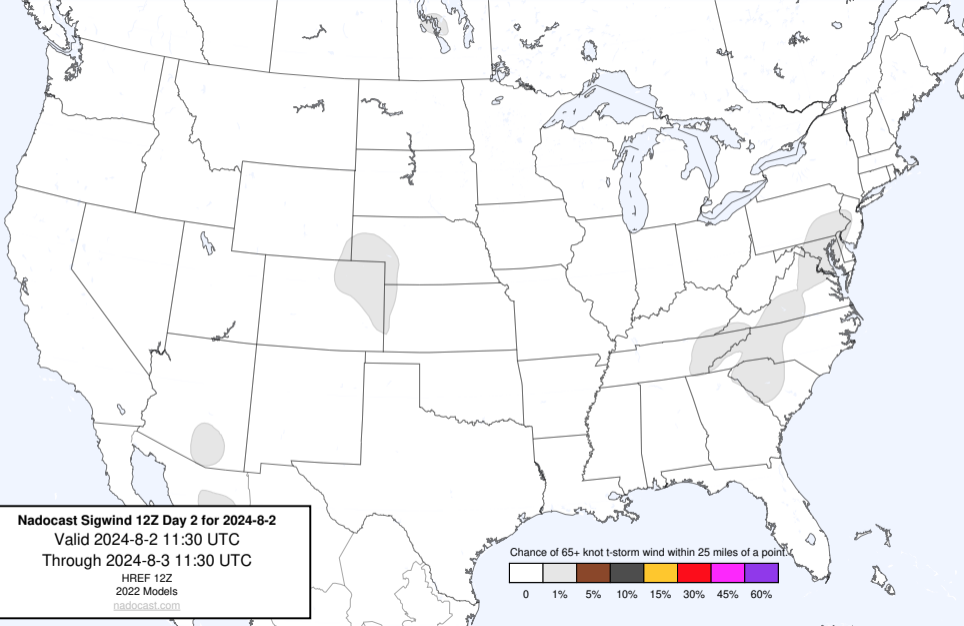 Nadocast Sigwind 12Z Day 2 for 2024-8-2
Valid 2024-8-2 11:30 UTC
Through 2024-8-3 11:30 UTC
HREF 12Z
2022 Models
nadocast.com
Chance of 65+ knot t-storm wind within 25 miles of a point.
0 1% 5% 10% 15% 30% 45% 60%